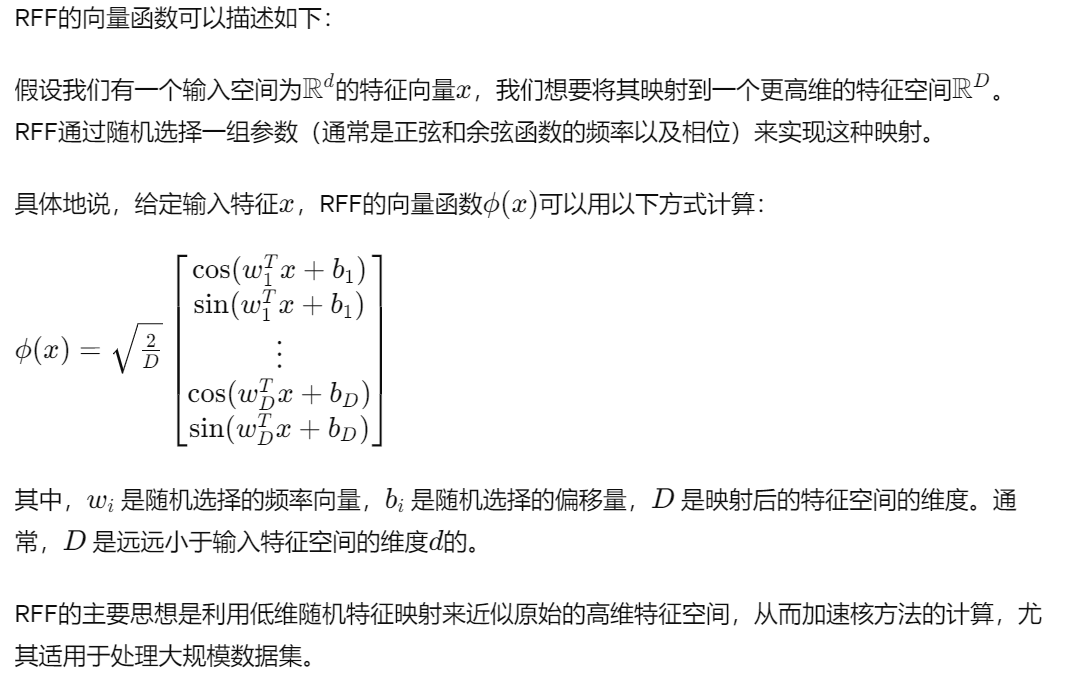 RFF的向量函数可以描述如下：
假设我们有一个输入空间为ℝ^d的特征向量x，我们想要将其映射到一个更高维的特征空间ℝ^D。
RFF通过随机选择一组参数（通常是正弦和余弦函数的频率以及相位）来实现这种映射。
具体地说，给定输入特征x，RFF的向量函数ϕ(x)可以用以下方式计算：
ϕ(x) = √(2/D) [
cos(w_1^T x + b_1)
sin(w_1^T x + b_1)
⋮
cos(w_D^T x + b_D)
sin(w_D^T x + b_D) ]
其中，w_i 是随机选择的频率向量，b_i 是随机选择的偏移量，D 是映射后的特征空间的维度。通
常，D 是远远小于输入特征空间的维度d的。
RFF的主要思想是利用低维随机特征映射来近似原始的高维特征空间，从而加速核方法的计算，尤
其适用于处理大规模数据集。